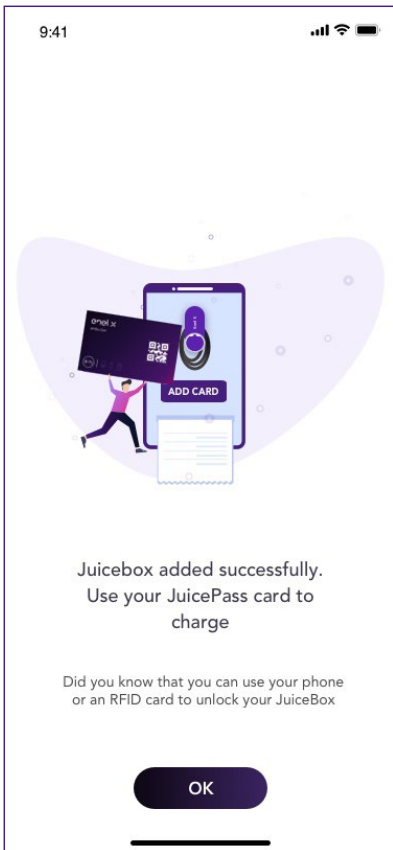 9:41
enel x
ADD CARD
Juicebox added successfully.
Use your JuicePass card to
charge
Did you know that you can use your phone
or an RFID card to unlock your JuiceBox
OK